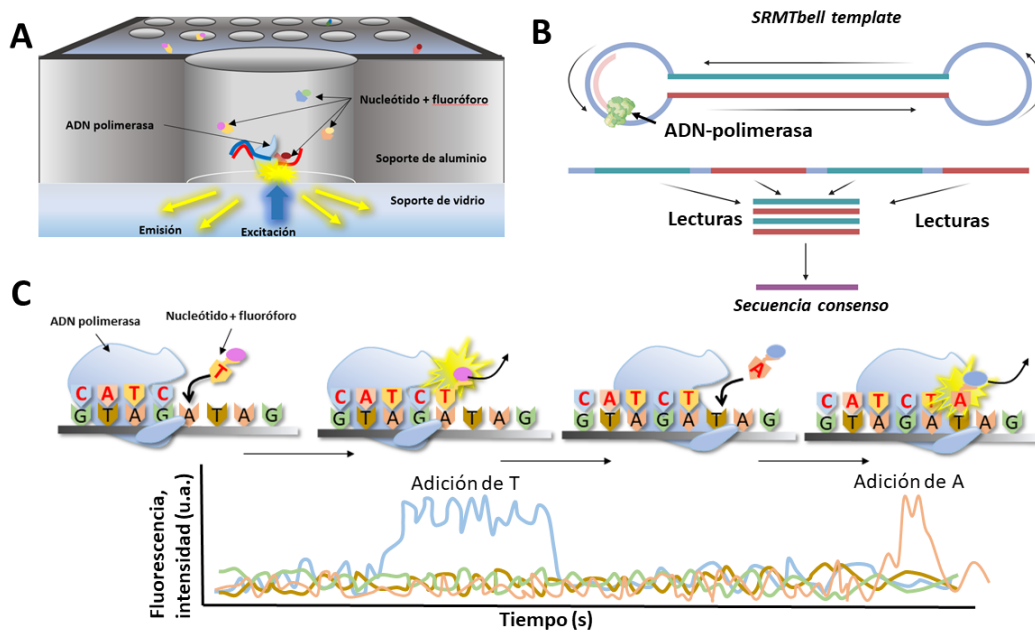 A
Nucleótido + fluoróforo
ADN polimerasa
Soporte de aluminio
Soporte de vidrio
Emisión
Excitación
B
SRMTbell template
ADN-polimerasa
Lecturas
Lecturas
Secuencia consenso
C
ADN polimerasa
Nucleótido + fluoróforo
T
C A T C
G T A G A T A G
C A T C T
G T A G A T A G
A
C A T C T
G T A G A T A G
C A T C T A
G T A G A T A G
Adición de T
Adición de A
Fluorescencia,
intensidad (u.a.)
Tiempo (s)